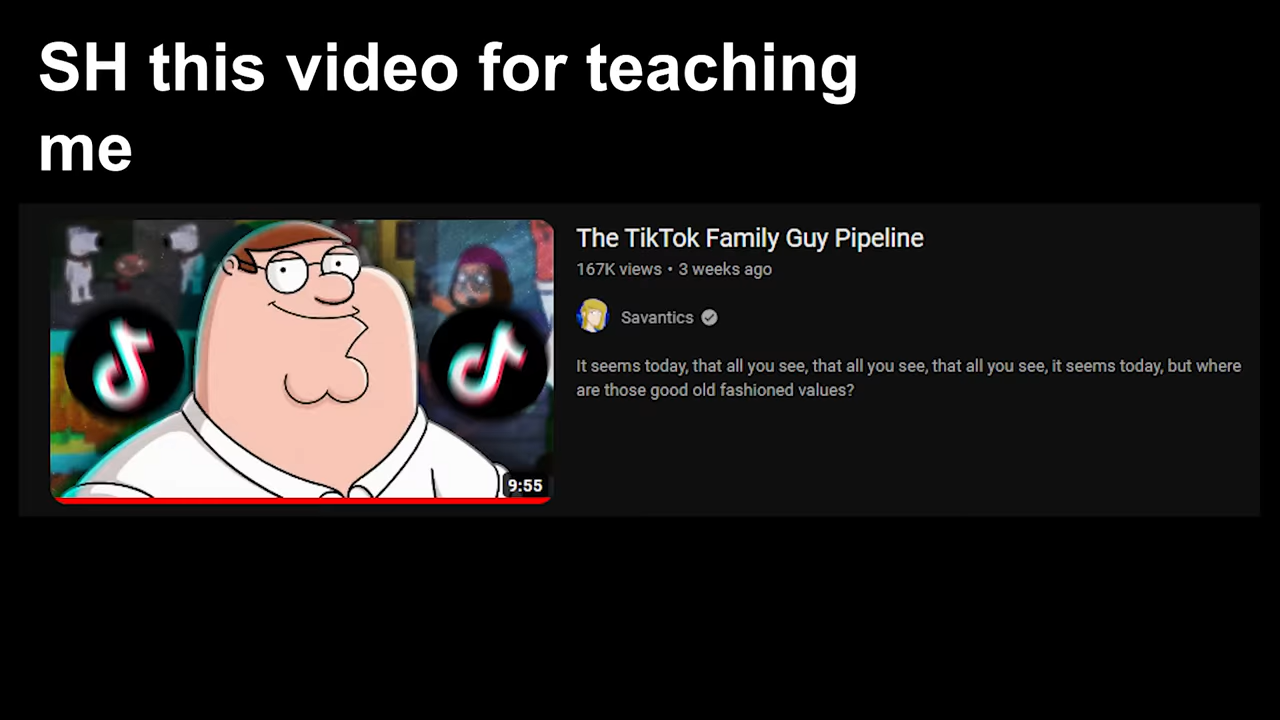 SH this video for teaching
me
The TikTok Family Guy Pipeline
167K views • 3 weeks ago
Savantics
It seems today, that all you see, that all you see, that all you see, it seems today, but where
are those good old fashioned values?
9:55